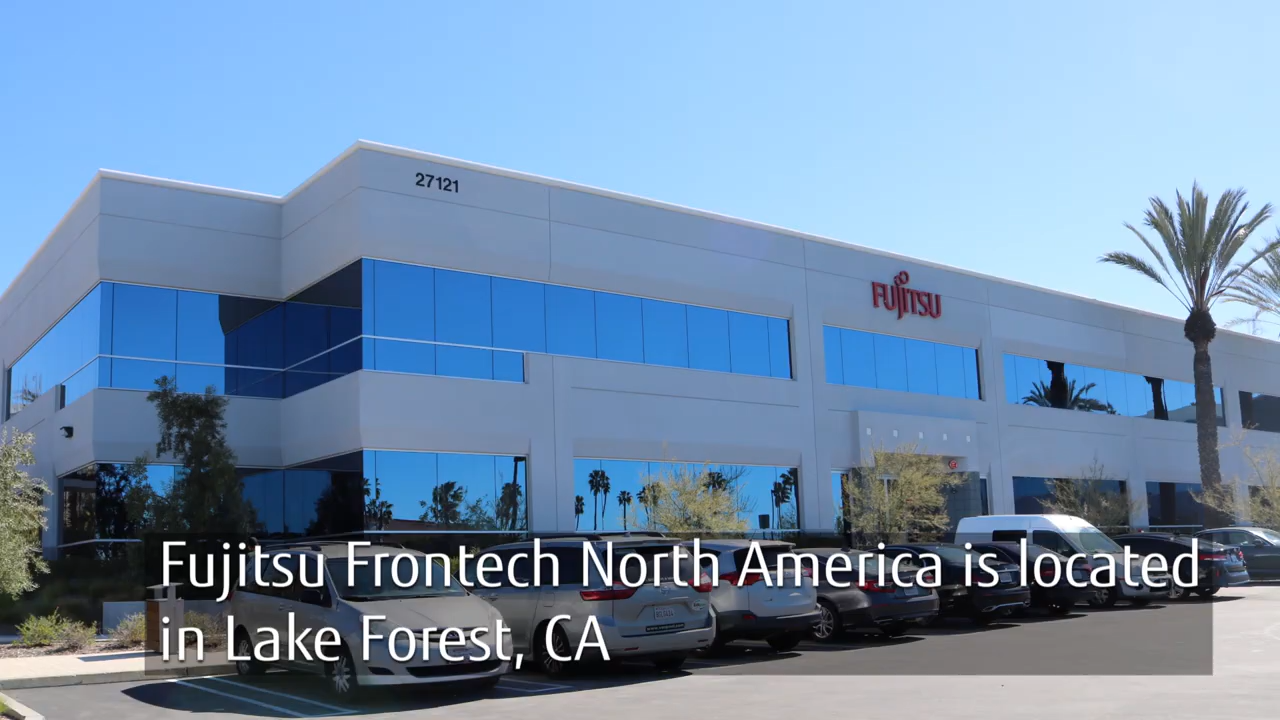 27121
FUJITSU
Fujitsu Frontech North America is located
in Lake Forest, CA